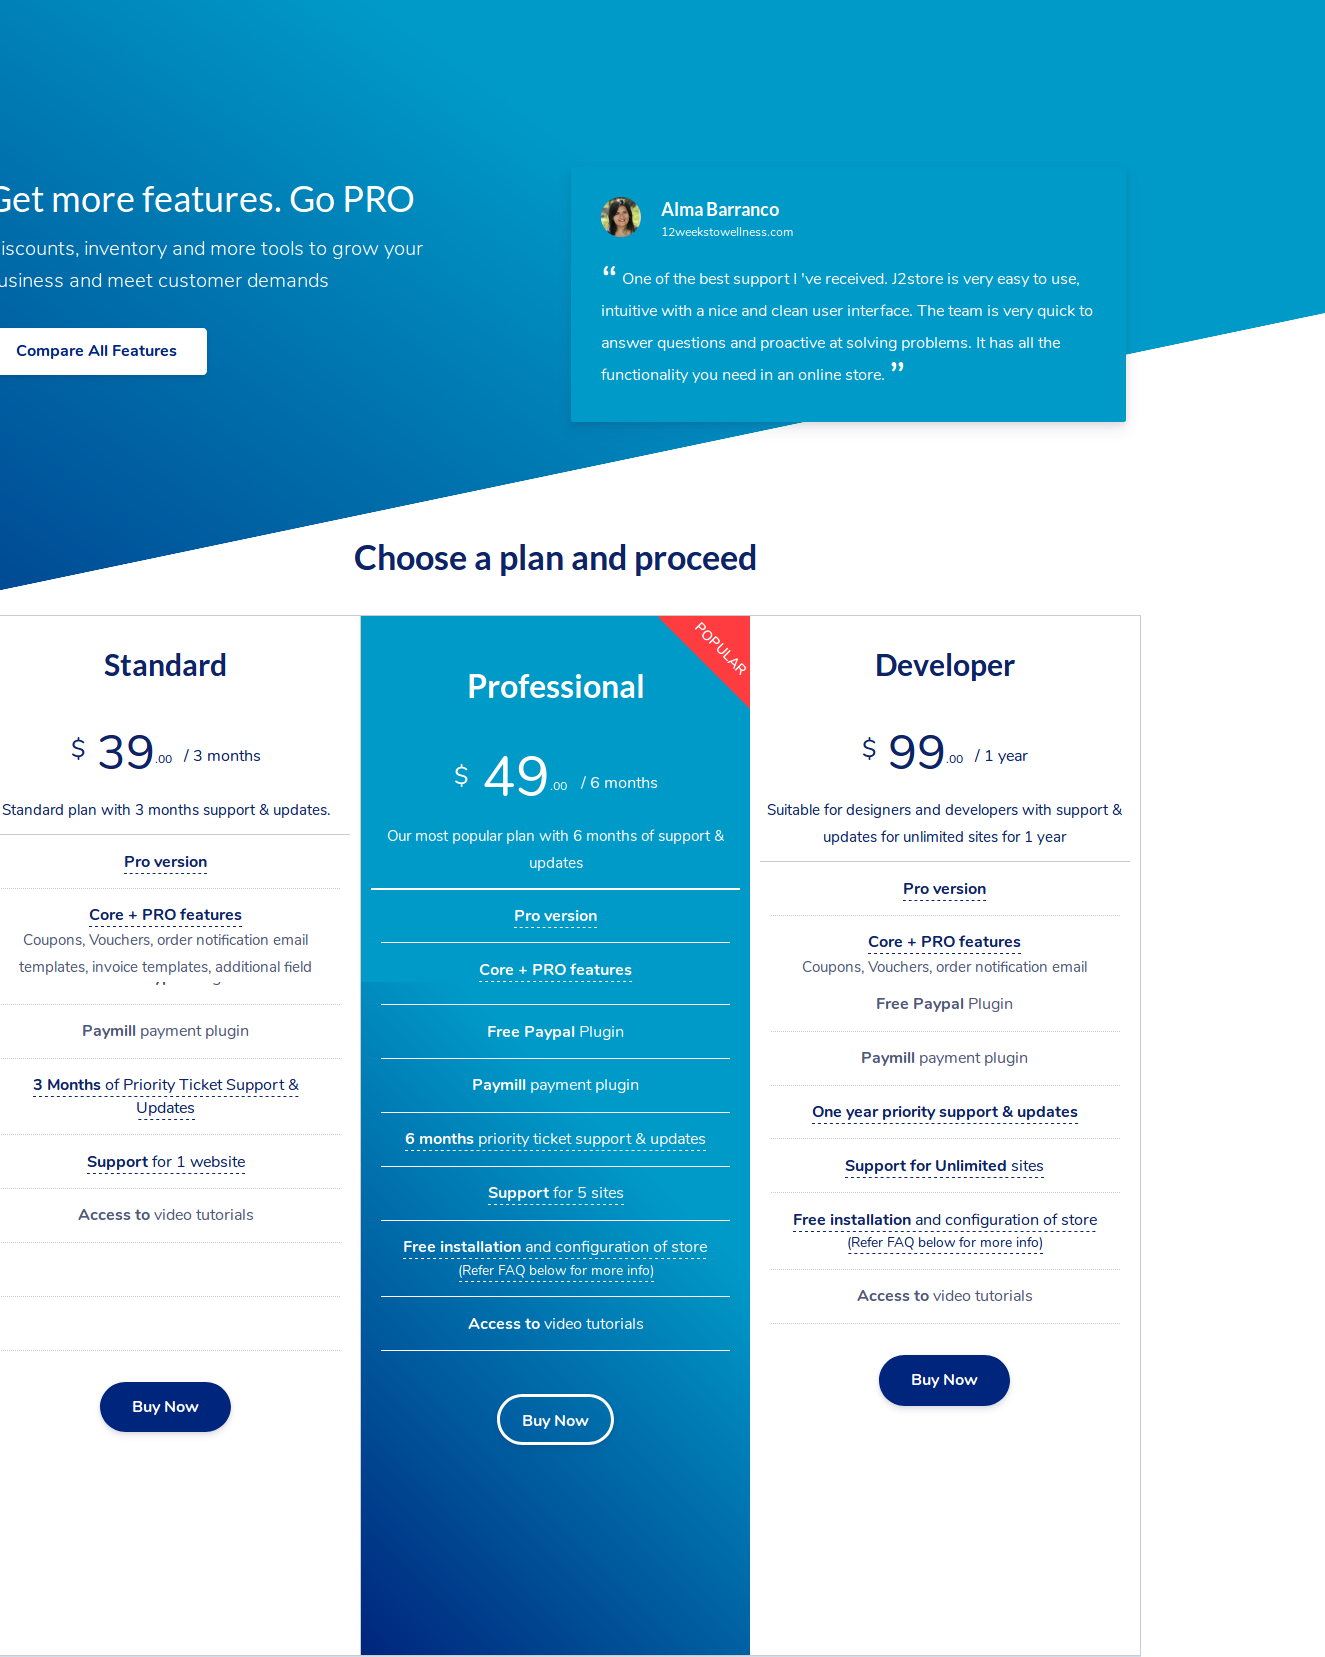 Get more features. Go PRO
iscounts, inventory and more tools to grow your
usiness and meet customer demands
Compare All Features
Alma Barranco
12weekstowellness.com
“ One of the best support I 've received. J2store is very easy to use,
intuitive with a nice and clean user interface. The team is very quick to
answer questions and proactive at solving problems. It has all the
functionality you need in an online store. ”
Choose a plan and proceed
Standard
$ 39.00 / 3 months
Standard plan with 3 months support & updates.
Pro version
Core + PRO features
Coupons, Vouchers, order notification email
templates, invoice templates, additional field
Paymill payment plugin
3 Months of Priority Ticket Support &
Updates
Support for 1 website
Access to video tutorials
Buy Now
POPULAR
Professional
$ 49.00 / 6 months
Our most popular plan with 6 months of support &
updates
Pro version
Core + PRO features
Free Paypal Plugin
Paymill payment plugin
6 months priority ticket support & updates
Support for 5 sites
Free installation and configuration of store
(Refer FAQ below for more info)
Access to video tutorials
Buy Now
Developer
$ 99.00 / 1 year
Suitable for designers and developers with support &
updates for unlimited sites for 1 year
Pro version
Core + PRO features
Coupons, Vouchers, order notification email
Free Paypal Plugin
Paymill payment plugin
One year priority support & updates
Support for Unlimited sites
Free installation and configuration of store
(Refer FAQ below for more info)
Access to video tutorials
Buy Now